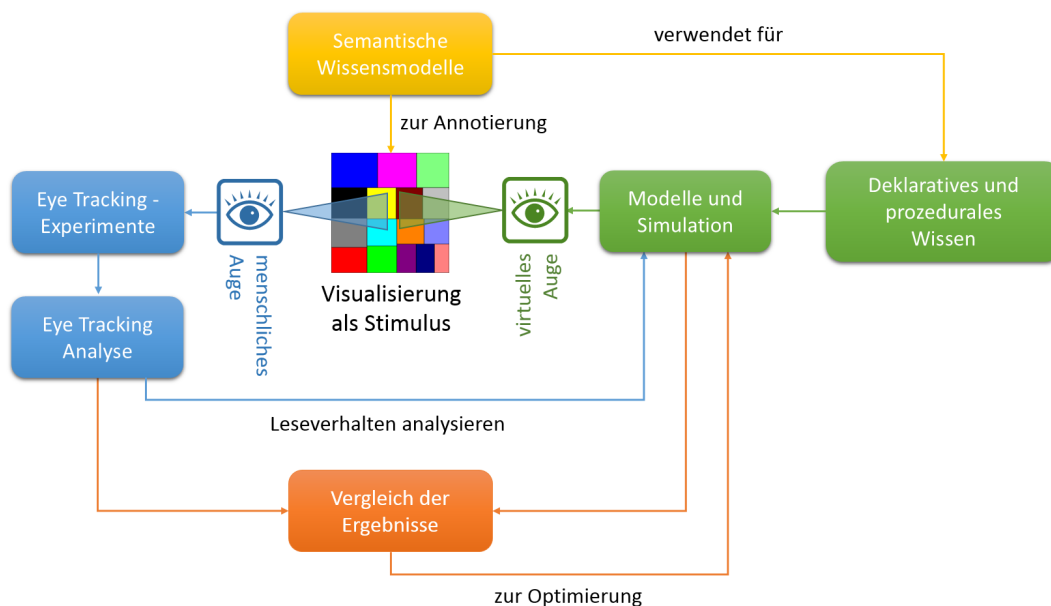 Semantische
Wissensmodelle
verwendet für
zur Annotierung
Eye Tracking -
Experimente
menschliches
Auge
virtuelles
Auge
Modelle und
Simulation
Deklaratives und
prozedurales
Wissen
Visualisierung
als Stimulus
Eye Tracking
Analyse
Leseverhalten analysieren
Vergleich der
Ergebnisse
zur Optimierung